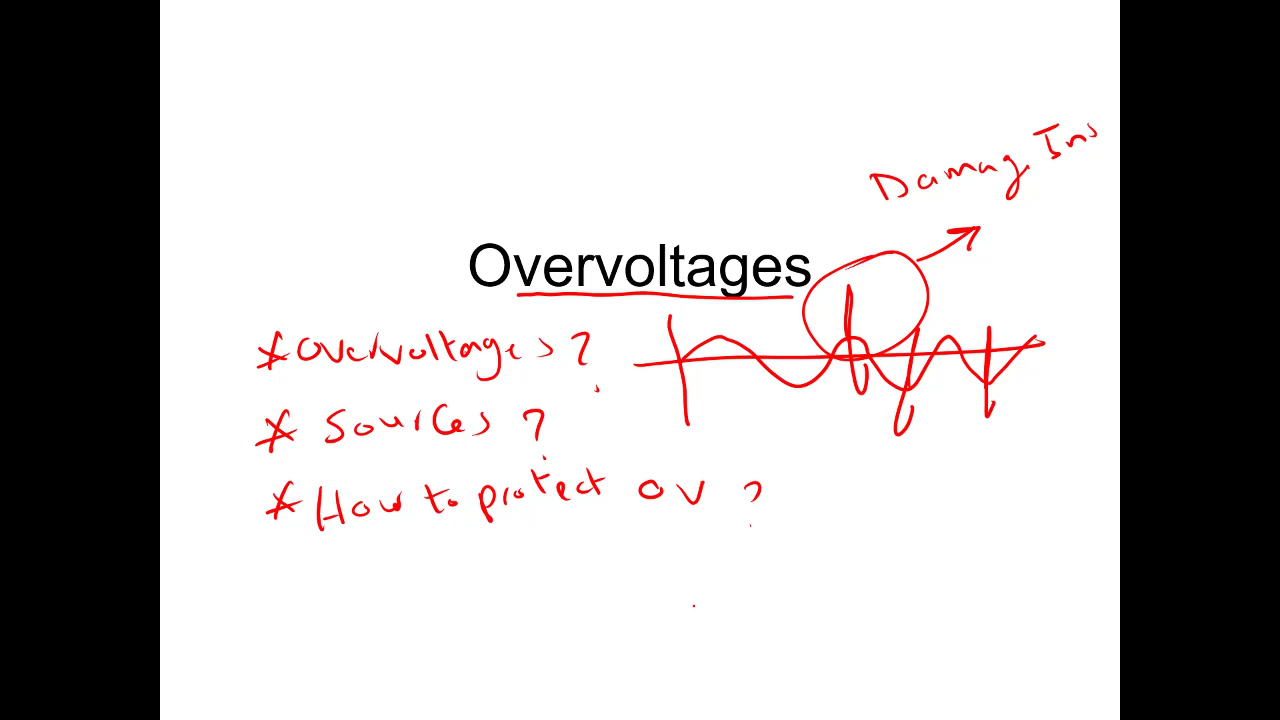 Damag. Ins
Overvoltages
* Overvoltages ?
* Sources ?
* How to protect OV ?